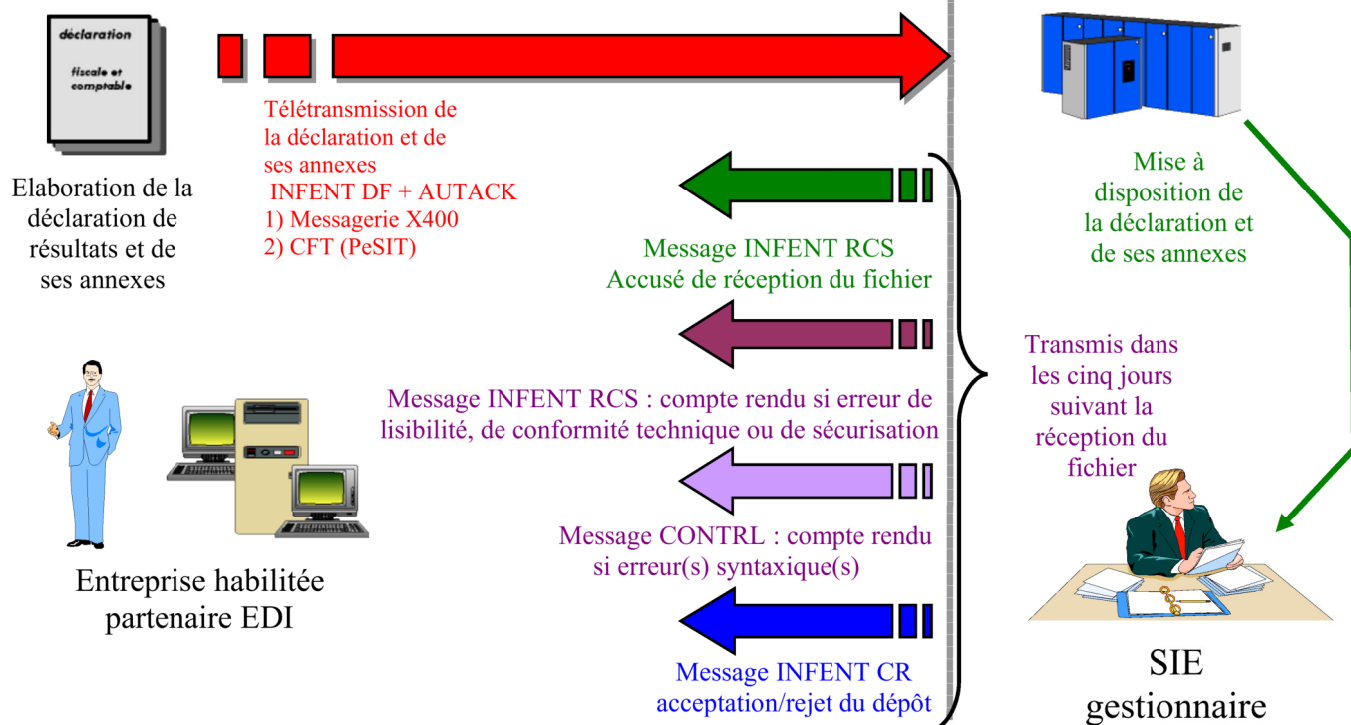 déclaration
fiscale et
comptable
Elaboration de la
déclaration de
résultats et de
ses annexes
Télétransmission de
la déclaration et de
ses annexes
INFENT DF + AUTACK
1) Messagerie X400
2) CFT (PeSIT)
Message INFENT RCS
Accusé de réception du fichier
Message INFENT RCS : compte rendu si erreur de
lisibilité, de conformité technique ou de sécurisation
Message CONTRL : compte rendu
si erreur(s) syntaxique(s)
Message INFENT CR
acceptation/rejet du dépôt
Entreprise habilitée
partenaire EDI
Mise à
disposition de
la déclaration et
de ses annexes
Transmis dans
les cinq jours
suivant la
réception du
fichier
SIE
gestionnaire